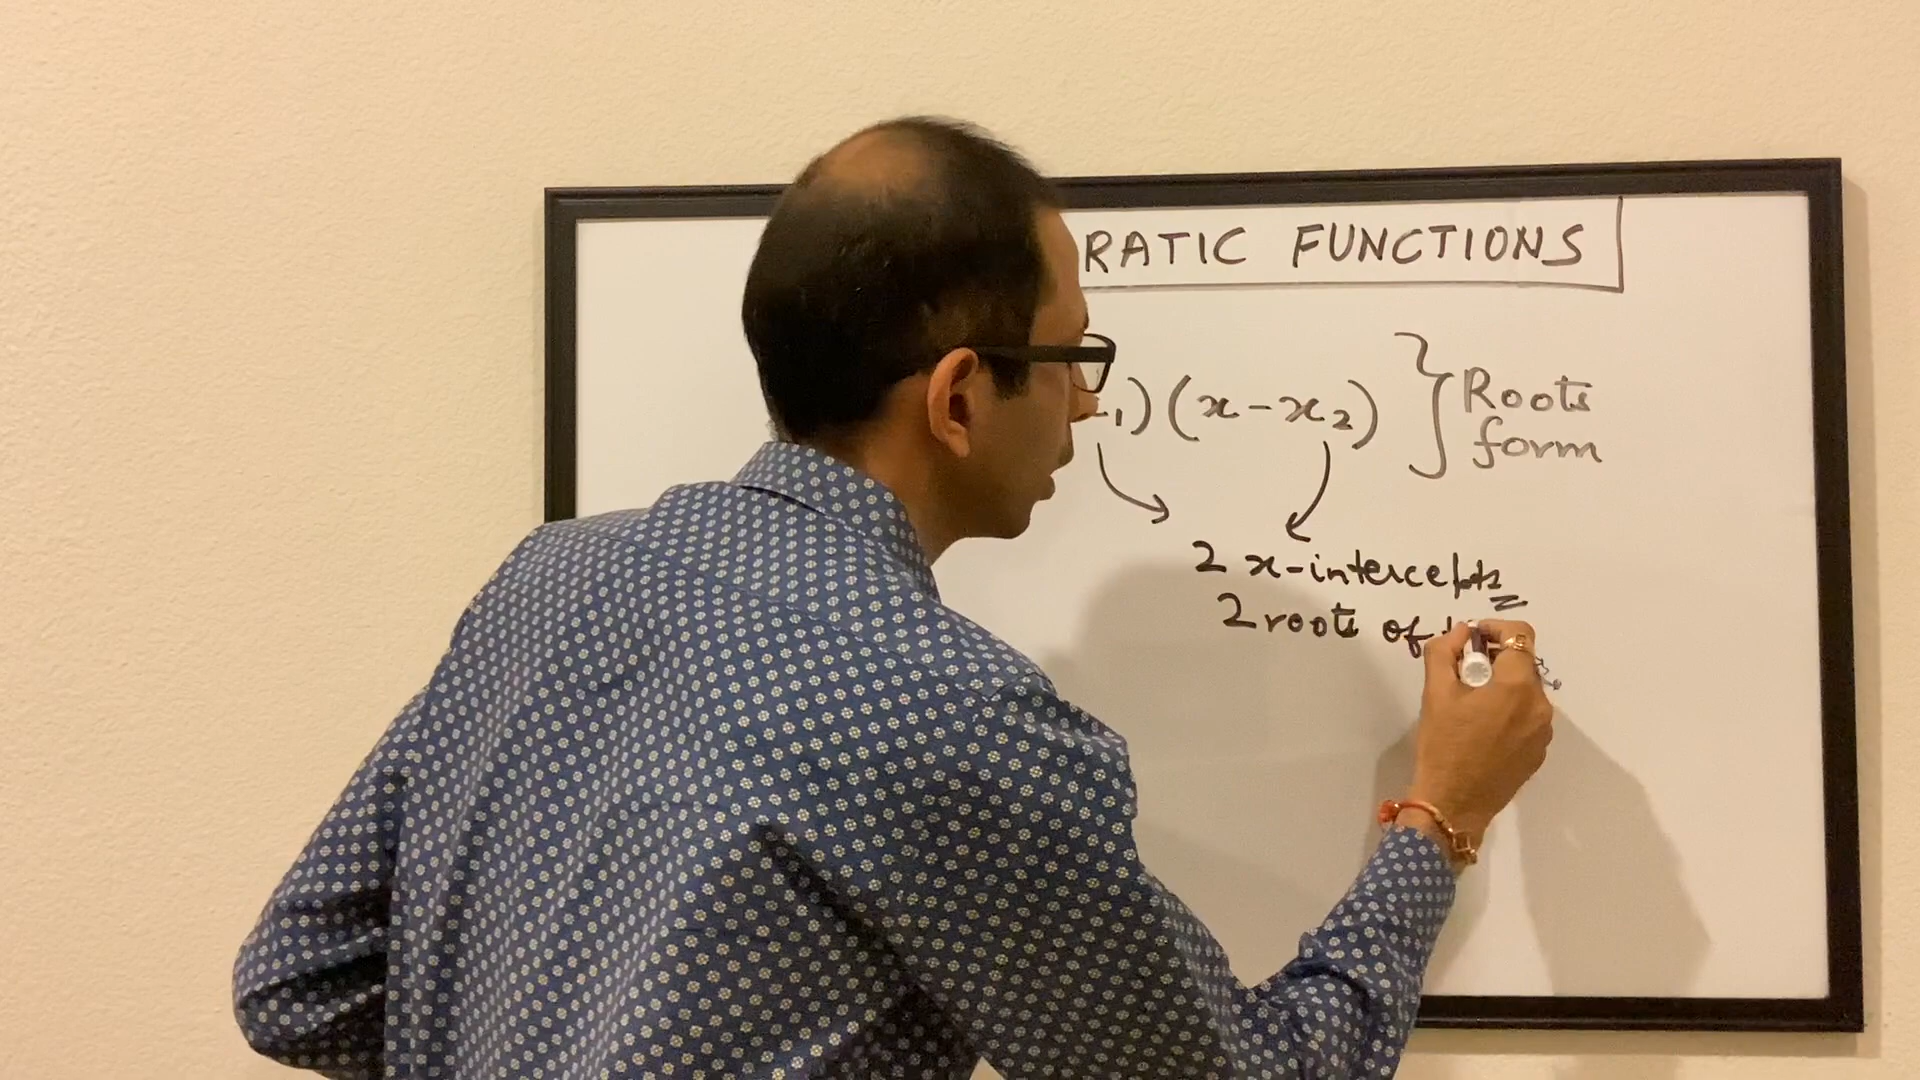 RATIC FUNCTIONS
₁) (x - x₂) } Roots
form
2 x-intercepts
2 roots of